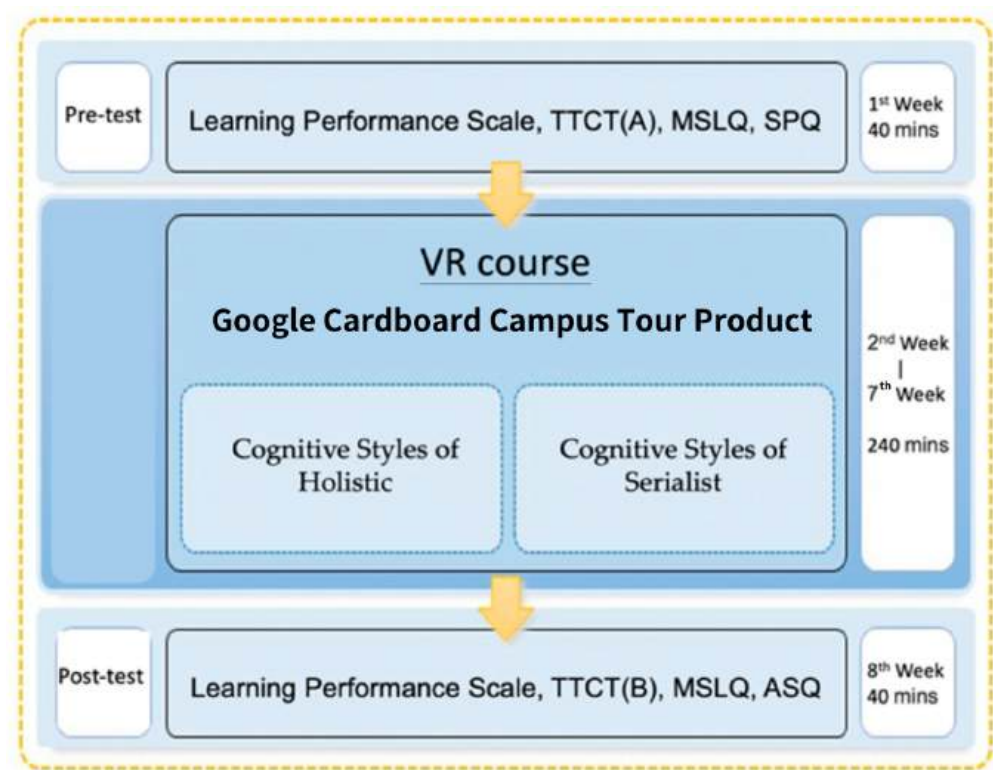 Pre-test
Learning Performance Scale, TTCT(A), MSLQ, SPQ
1st Week
40 mins
VR course
Google Cardboard Campus Tour Product
Cognitive Styles of
Holistic
Cognitive Styles of
Serialist
2nd Week
|
7th Week
240 mins
Post-test
Learning Performance Scale, TTCT(B), MSLQ, ASQ
8th Week
40 mins